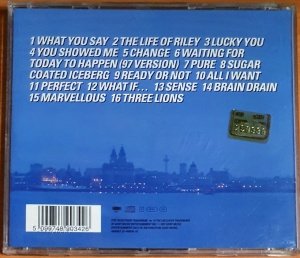 1 WHAT YOU SAY 2 THE LIFE OF RILEY 3 LUCKY YOU
4 YOU SHOWED ME 5 CHANGE 6 WAITING FOR
TODAY TO HAPPEN (97 VERSION) 7 PURE 8 SUGAR
COATED ICEBERG 9 READY OR NOT 10 ALL I WANT
11 PERFECT 12 WHAT IF... 13 SENSE 14 BRAIN DRAIN
15 MARVELLOUS 16 THREE LIONS
5 099748 903426